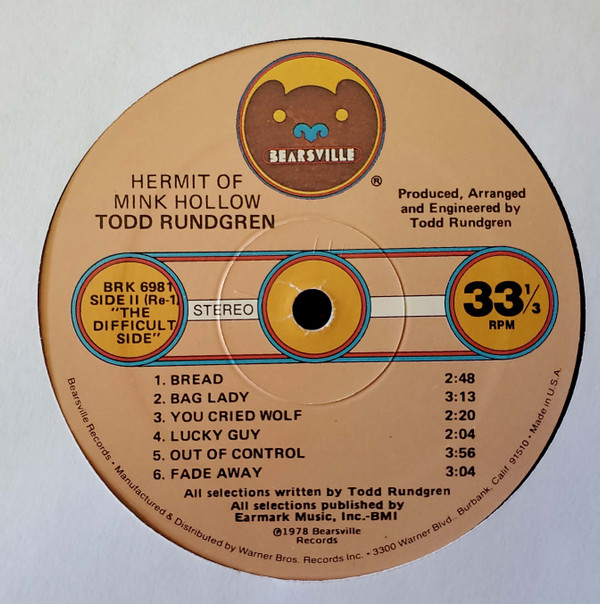 BEARSVILLE
®
HERMIT OF
MINK HOLLOW
TODD RUNDGREN
Produced, Arranged
and Engineered by
Todd Rundgren
BRK 6981
SIDE II (Re-1)
"THE
DIFFICULT
SIDE"
STEREO
33 1/3
RPM
1. BREAD 2:48
2. BAG LADY 3:13
3. YOU CRIED WOLF 2:20
4. LUCKY GUY 2:04
5. OUT OF CONTROL 3:56
6. FADE AWAY 3:04
All selections written by Todd Rundgren
All selections published by
Earmark Music, Inc.-BMI
℗1978 Bearsville
Records
Bearsville Records • Manufactured & Distributed by Warner Bros. Records Inc. • 3300 Warner Blvd., Burbank, Calif. 91510 • Made in U.S.A.